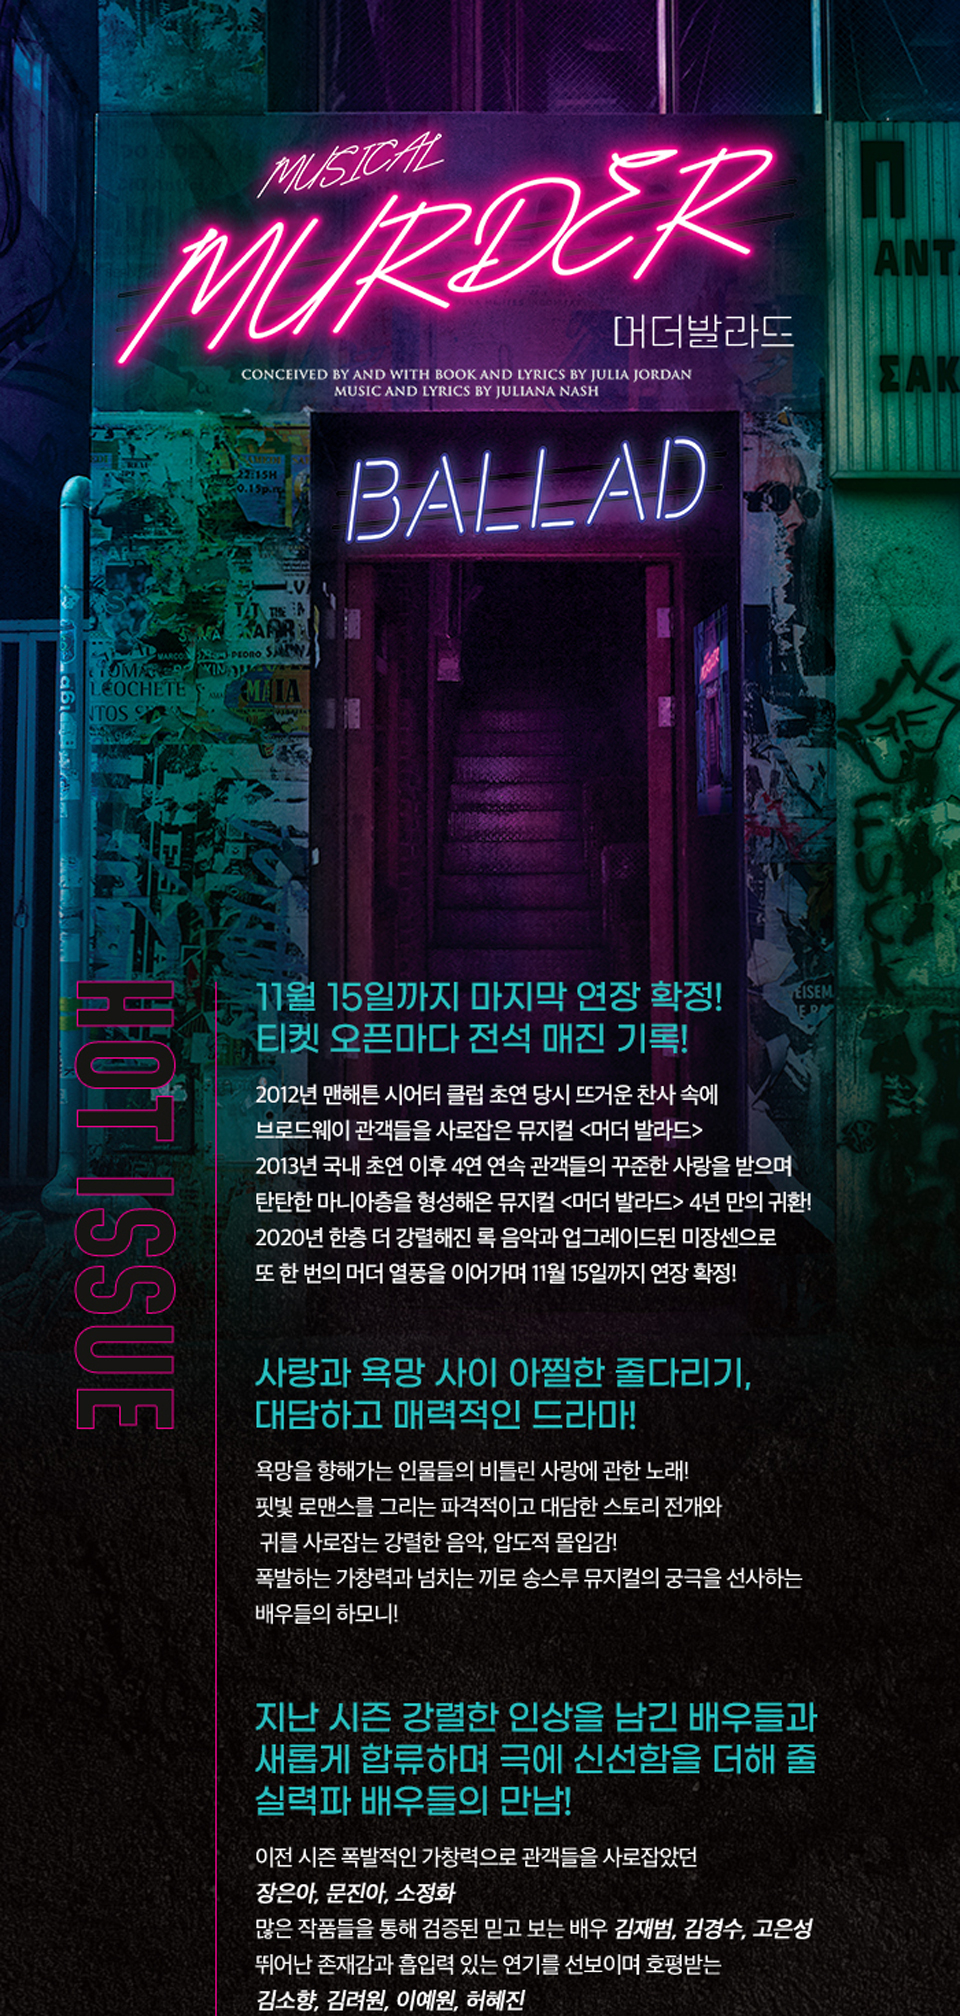 MUSICAL
MURDER
머더발라드
CONCEIVED BY AND WITH BOOK AND LYRICS BY JULIA JORDAN
MUSIC AND LYRICS BY JULIANA NASH
BALLAD
ΑΝΤΑ
ΣΑΚ
22:15H
MARCO
PEDRO
LCOCHETE
MAIA
HOT ISSUE
11월 15일까지 마지막 연장 확정!
티켓 오픈마다 전석 매진 기록!
2012년 맨해튼 시어터 클럽 초연 당시 뜨거운 찬사 속에
브로드웨이 관객들을 사로잡은 뮤지컬 <머더 발라드>
2013년 국내 초연 이후 4연 연속 관객들의 꾸준한 사랑을 받으며
탄탄한 마니아층을 형성해온 뮤지컬 <머더 발라드> 4년 만의 귀환!
2020년 한층 더 강렬해진 록 음악과 업그레이드된 미장센으로
또 한 번의 머더 열풍을 이어가며 11월 15일까지 연장 확정!
사랑과 욕망 사이 아찔한 줄다리기,
대담하고 매력적인 드라마!
욕망을 향해가는 인물들의 비틀린 사랑에 관한 노래!
핏빛 로맨스를 그리는 파격적이고 대담한 스토리 전개와
귀를 사로잡는 강렬한 음악, 압도적 몰입감!
폭발하는 가창력과 넘치는 끼로 송스루 뮤지컬의 궁극을 선사하는
배우들의 하모니!
지난 시즌 강렬한 인상을 남긴 배우들과
새롭게 합류하며 극에 신선함을 더해 줄
실력파 배우들의 만남!
이전 시즌 폭발적인 가창력으로 관객들을 사로잡았던
장은아, 문진아, 소정화
많은 작품들을 통해 검증된 믿고 보는 배우 김재범, 김경수, 고은성
뛰어난 존재감과 흡입력 있는 연기를 선보이며 호평받는
김소향, 김려원, 이예원, 허혜진